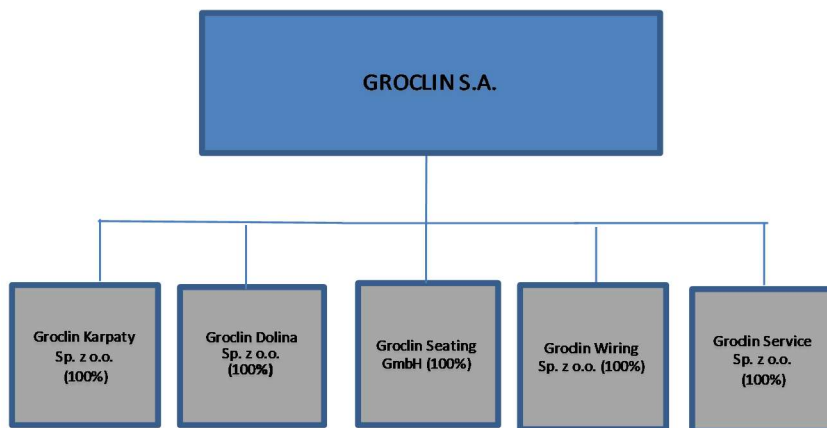 GROCLIN S.A.
Groclin Karpaty
Sp. z o.o.
(100%)
Groclin Dolina
Sp. z o.o.
(100%)
Groclin Seating
GmbH (100%)
Groclin Wiring
Sp. z o.o. (100%)
Groclin Service
Sp. z o.o.
(100%)